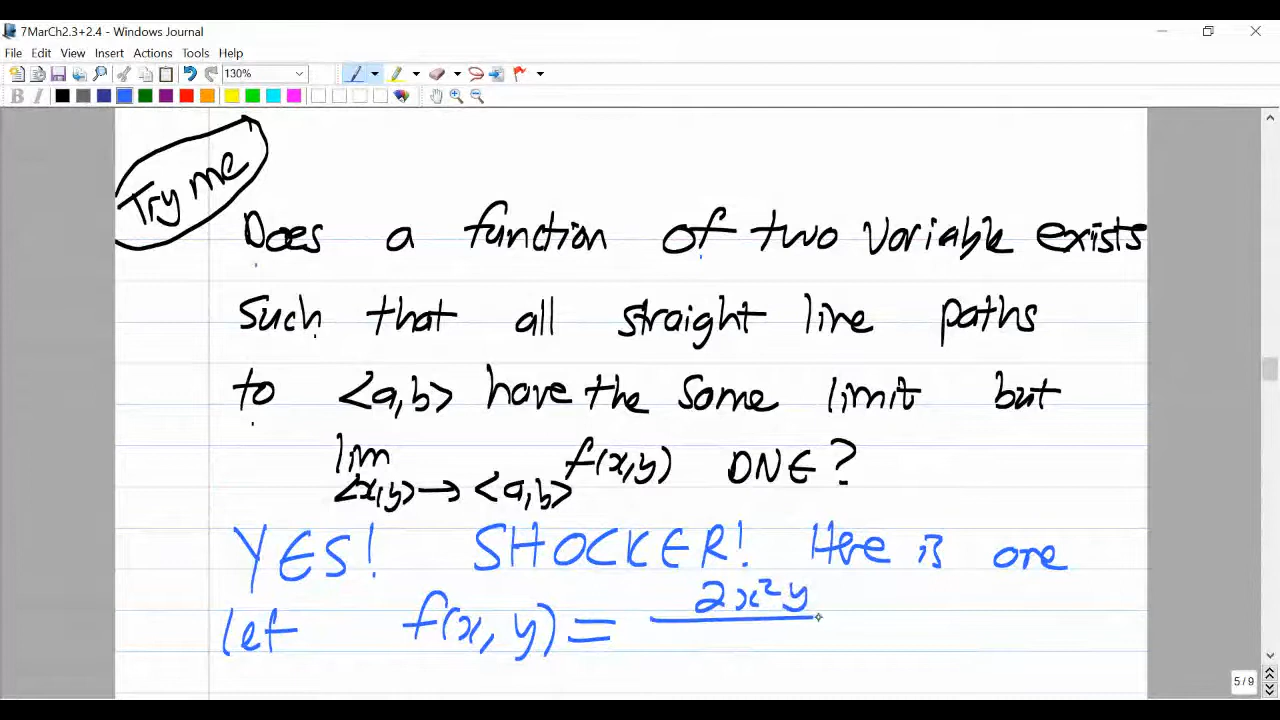 7MarCh2.3+2.4 - Windows Journal
File Edit View Insert Actions Tools Help
130%
B I
Try me
Does a function of two variable exists
such that all straight line paths
to <a,b> have the same limit but
lim f(x,y) DNE?
<x,y>→<a,b>
YES! SHOCKER! Here is one
2x²y
let f(x,y)=
5 / 9